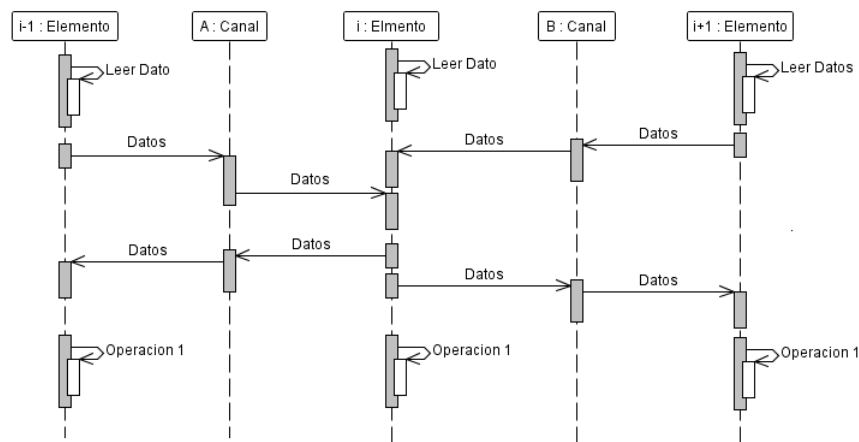 i-1 : Elemento
A : Canal
i : Elmento
B : Canal
i+1 : Elemento
Leer Dato
Leer Dato
Leer Datos
Datos
Datos
Datos
Datos
Datos
Datos
Datos
Datos
Operacion 1
Operacion 1
Operacion 1